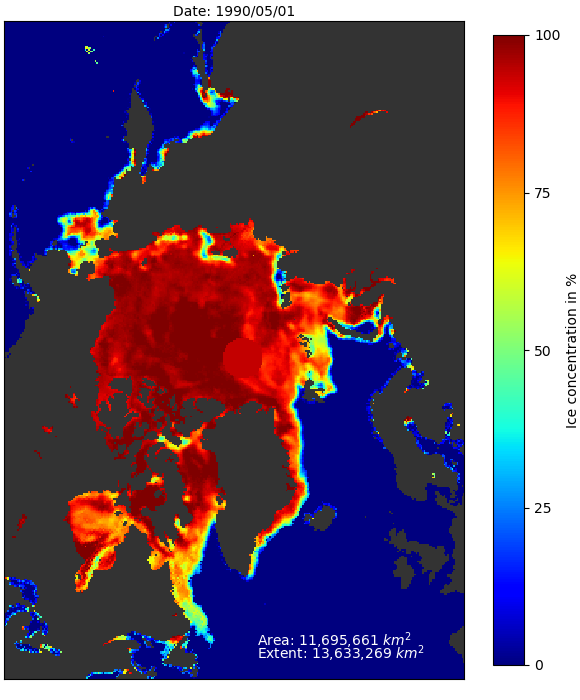 Date: 1990/05/01
100
75
50
25
0
Ice concentration in %
Area: 11,695,661 km²
Extent: 13,633,269 km²